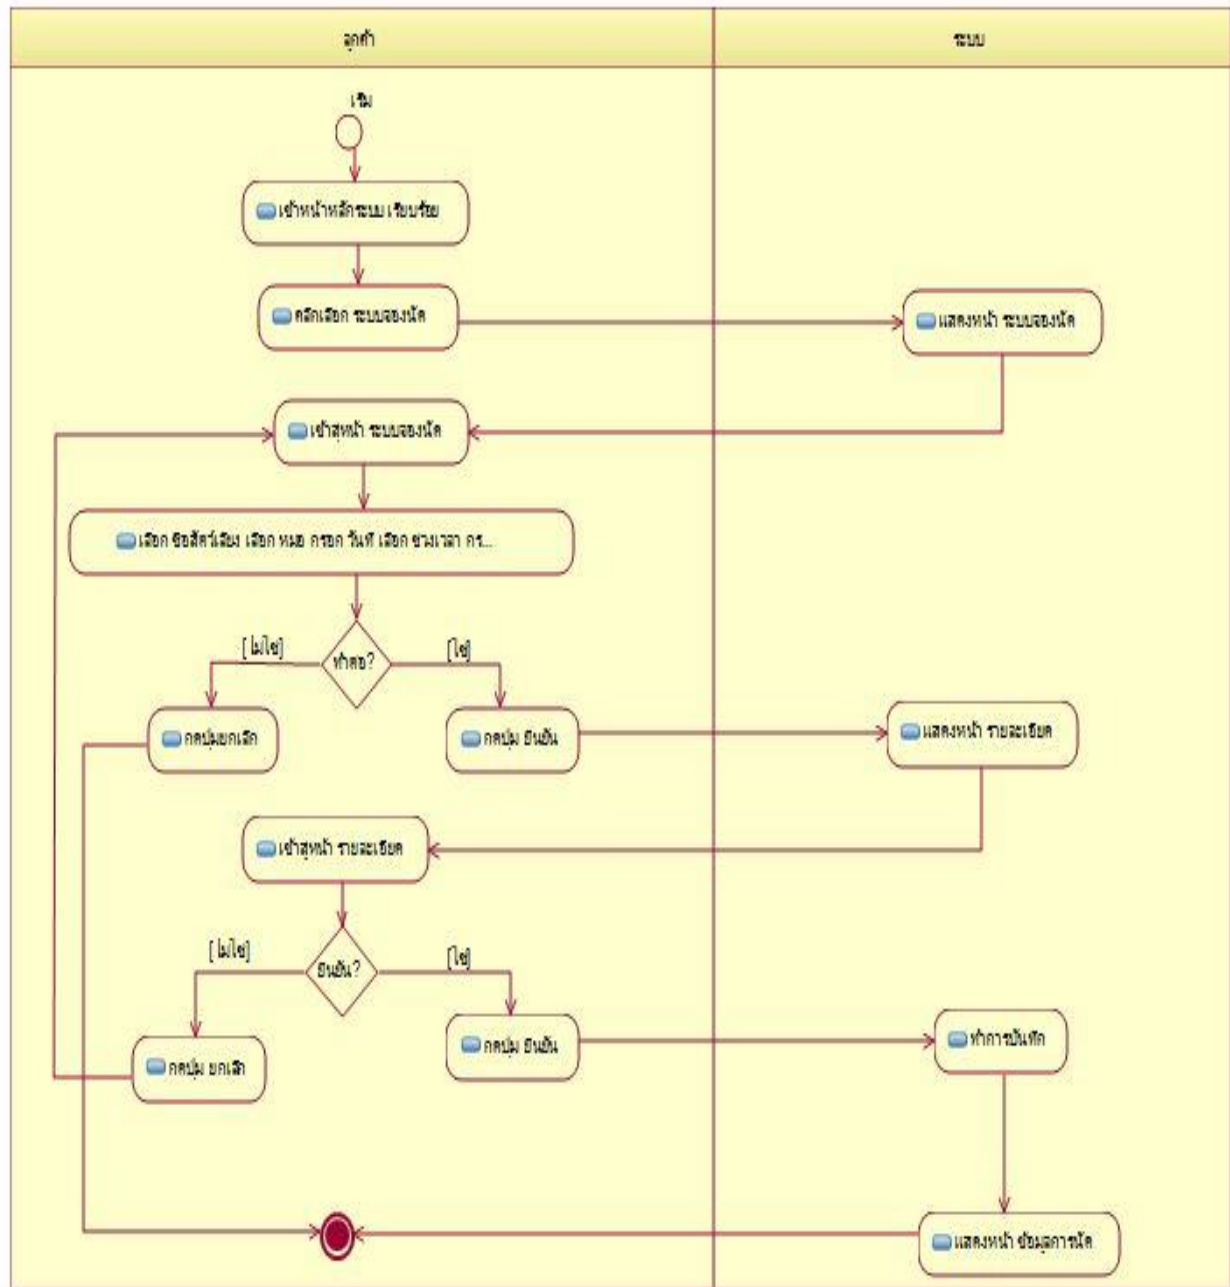 ลูกค้า
ระบบ
เริ่ม
เข้าหน้าหลักระบบ เรียบร้อย
คลิกเลือก ระบบจองนัด
แสดงหน้า ระบบจองนัด
เข้าสู่หน้า ระบบจองนัด
เลือก ชื่อสัตว์เลี้ยง เลือก หมอ กรอก วันที่ เลือก ช่วงเวลา กร...
ทำต่อ?
[ไม่ใช่]
[ใช่]
กดปุ่มยกเลิก
กดปุ่ม ยืนยัน
แสดงหน้า รายละเอียด
เข้าสู่หน้า รายละเอียด
ยืนยัน?
[ไม่ใช่]
[ใช่]
กดปุ่ม ยกเลิก
กดปุ่ม ยืนยัน
ทำการบันทึก
แสดงหน้า ข้อมูลการนัด